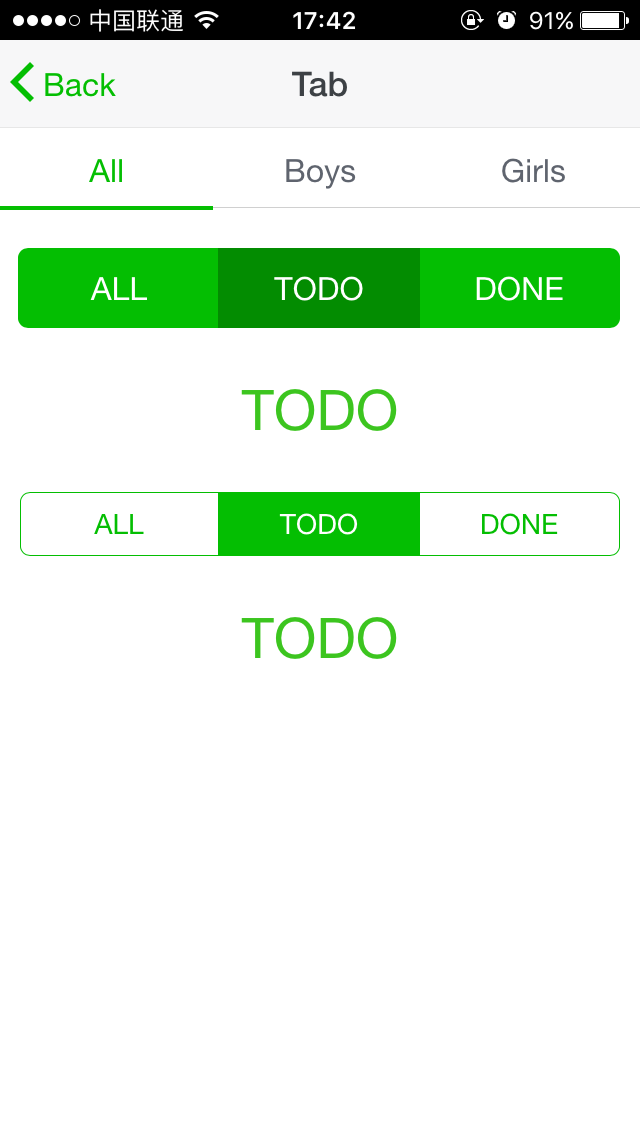 中国联通 17:42 91%
Back Tab
All Boys Girls
ALL TODO DONE
TODO
ALL TODO DONE
TODO